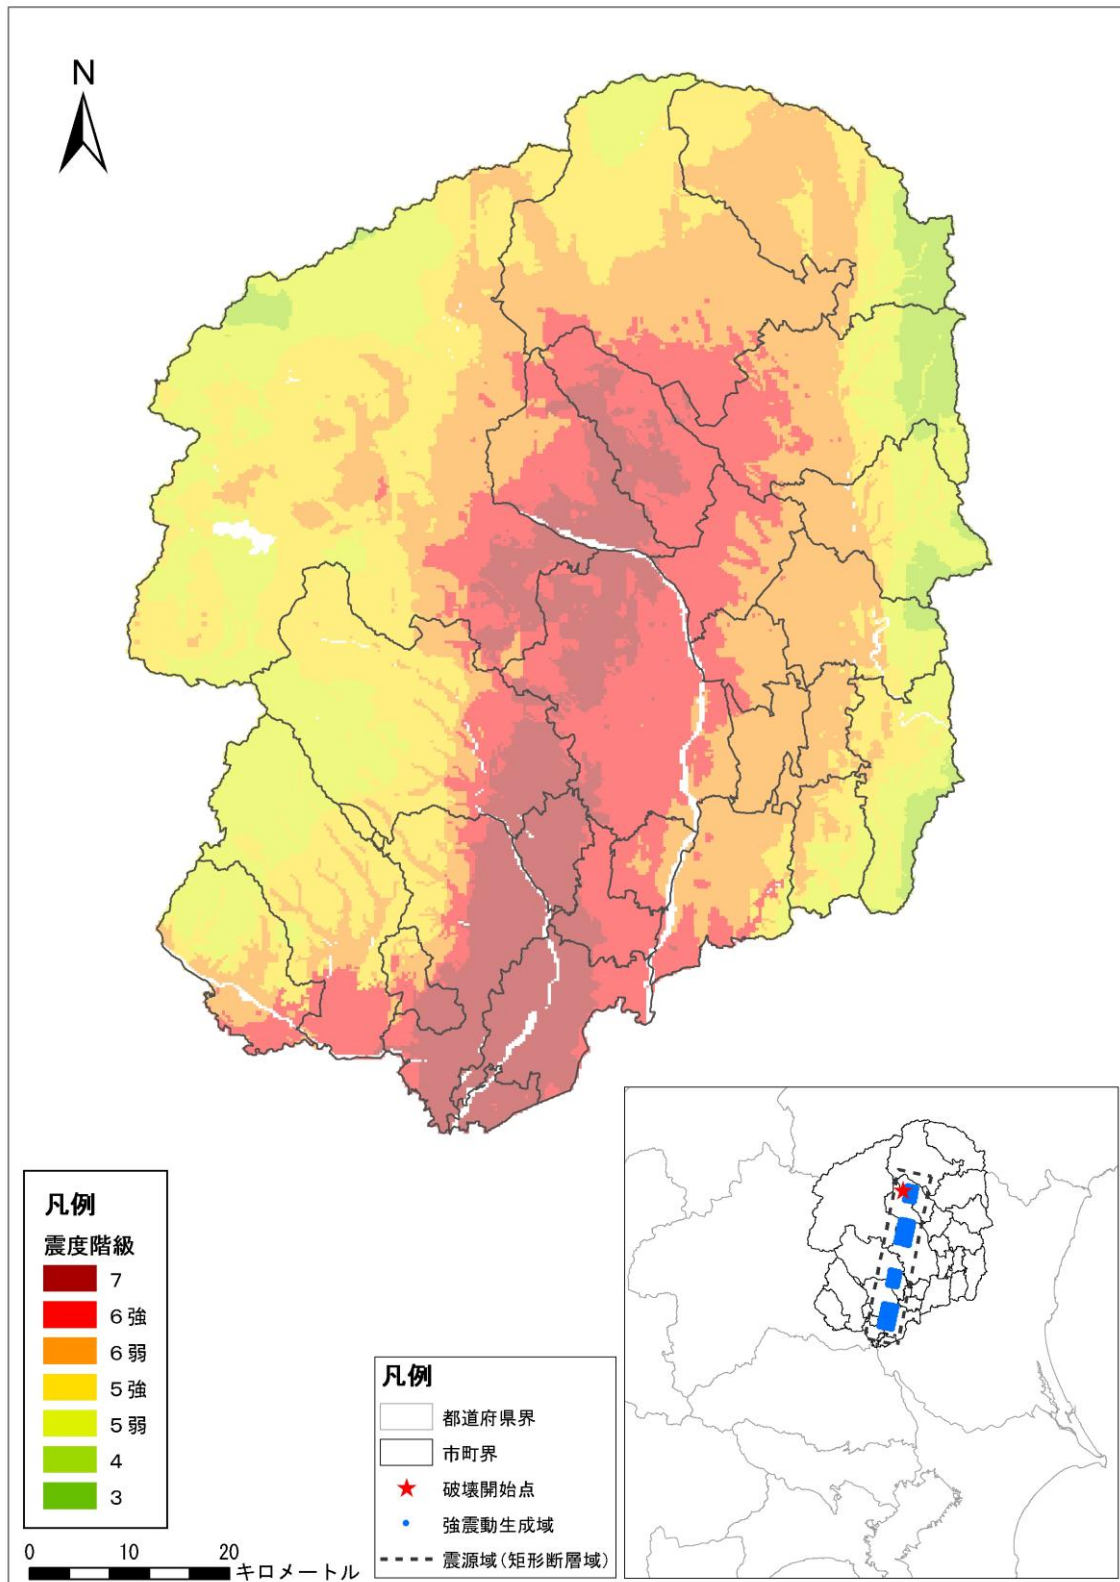 N
凡例
震度階級
7
6強
6弱
5強
5弱
4
3
0 10 20
キロメートル
凡例
都道府県界
市町界
破壊開始点
強震動生成域
震源域(矩形断層域)